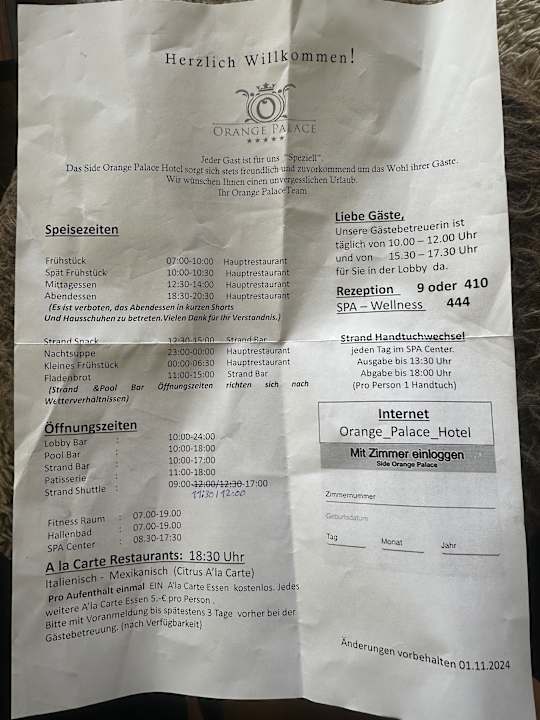 Herzlich Willkommen!
ORANGE PALACE
Jeder Gast ist für uns ,,"Speziell".
Das Side Orange Palace Hotel sorgt sich stets freundlich und zuvorkommend um das Wohl ihrer Gäste.
Wir wünschen Ihnen einen unvergesslichen Urlaub.
Ihr Orange PalaceTeam
Speisezeiten
Frühstück 07:00-10:00 Hauptrestaurant
Spät Frühstück 10:00-10:30 Hauptrestaurant
Mittagessen 12:30-14:00 Hauptrestaurant
Abendessen 18:30-20:30 Hauptrestaurant
(Es ist verboten, das Abendessen in kurzen Shorts
Und Hausschuhen zu betreten.Vielen Dank für Ihr Verständnis.)
Strand Snack 12:30-15:00 Strand Bar
Nachtsuppe 23:00-00:00 Hauptrestaurant
Kleines Frühstück 00:00-06:30 Hauptrestaurant
Fladenbrot 11:00-15:00 Strand Bar
(Strand &Pool Bar Öffnungszeiten richten sich nach
Wetterverhältnissen)
Öffnungszeiten
Lobby Bar : 10:00-24:00
Pool Bar : 10:00-18:00
Strand Bar : 10:00-17:00
Patisserie : 11:00-18:00
Strand Shuttle : 09:00-12:00/12:30-17:00
11:30 / 12:00
Fitness Raum : 07.00-19.00
Hallenbad : 07.00-19.00
SPA Center : 08.30-17:30
A la Carte Restaurants: 18:30 Uhr
Italienisch - Mexikanisch (Citrus A'la Carte)
Pro Aufenthalt einmal EIN A'la Carte Essen kostenlos. Jedes
weitere A'la Carte Essen 5.-€ pro Person .
Bitte mit Voranmeldung bis spätestens 3 Tage vorher bei der
Gästebetreuung. (nach Verfügbarkeit)
Liebe Gäste,
Unsere Gästebetreuerin ist
täglich von 10.00 – 12.00 Uhr
und von 15.30 - 17.30 Uhr
für Sie in der Lobby da.
Rezeption 9 oder 410
SPA – Wellness 444
Strand Handtuchwechsel
jeden Tag im SPA Center.
Ausgabe bis 13:30 Uhr
Abgabe bis 18:00 Uhr
(Pro Person 1 Handtuch)
Internet
Orange_Palace_Hotel
Mit Zimmer einloggen
Side Orange Palace
Zimmernummer
Geburtsdatum
Tag Monat Jahr
Änderungen vorbehalten 01.11.2024